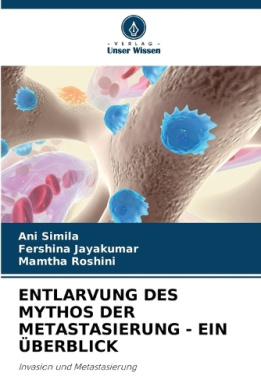 VERLAG
Unser Wissen
Ani Simila
Fershina Jayakumar
Mamtha Roshini
ENTLARVUNG DES
MYTHOS DER
METASTASIERUNG - EIN
ÜBERBLICK
Invasion und Metastasierung